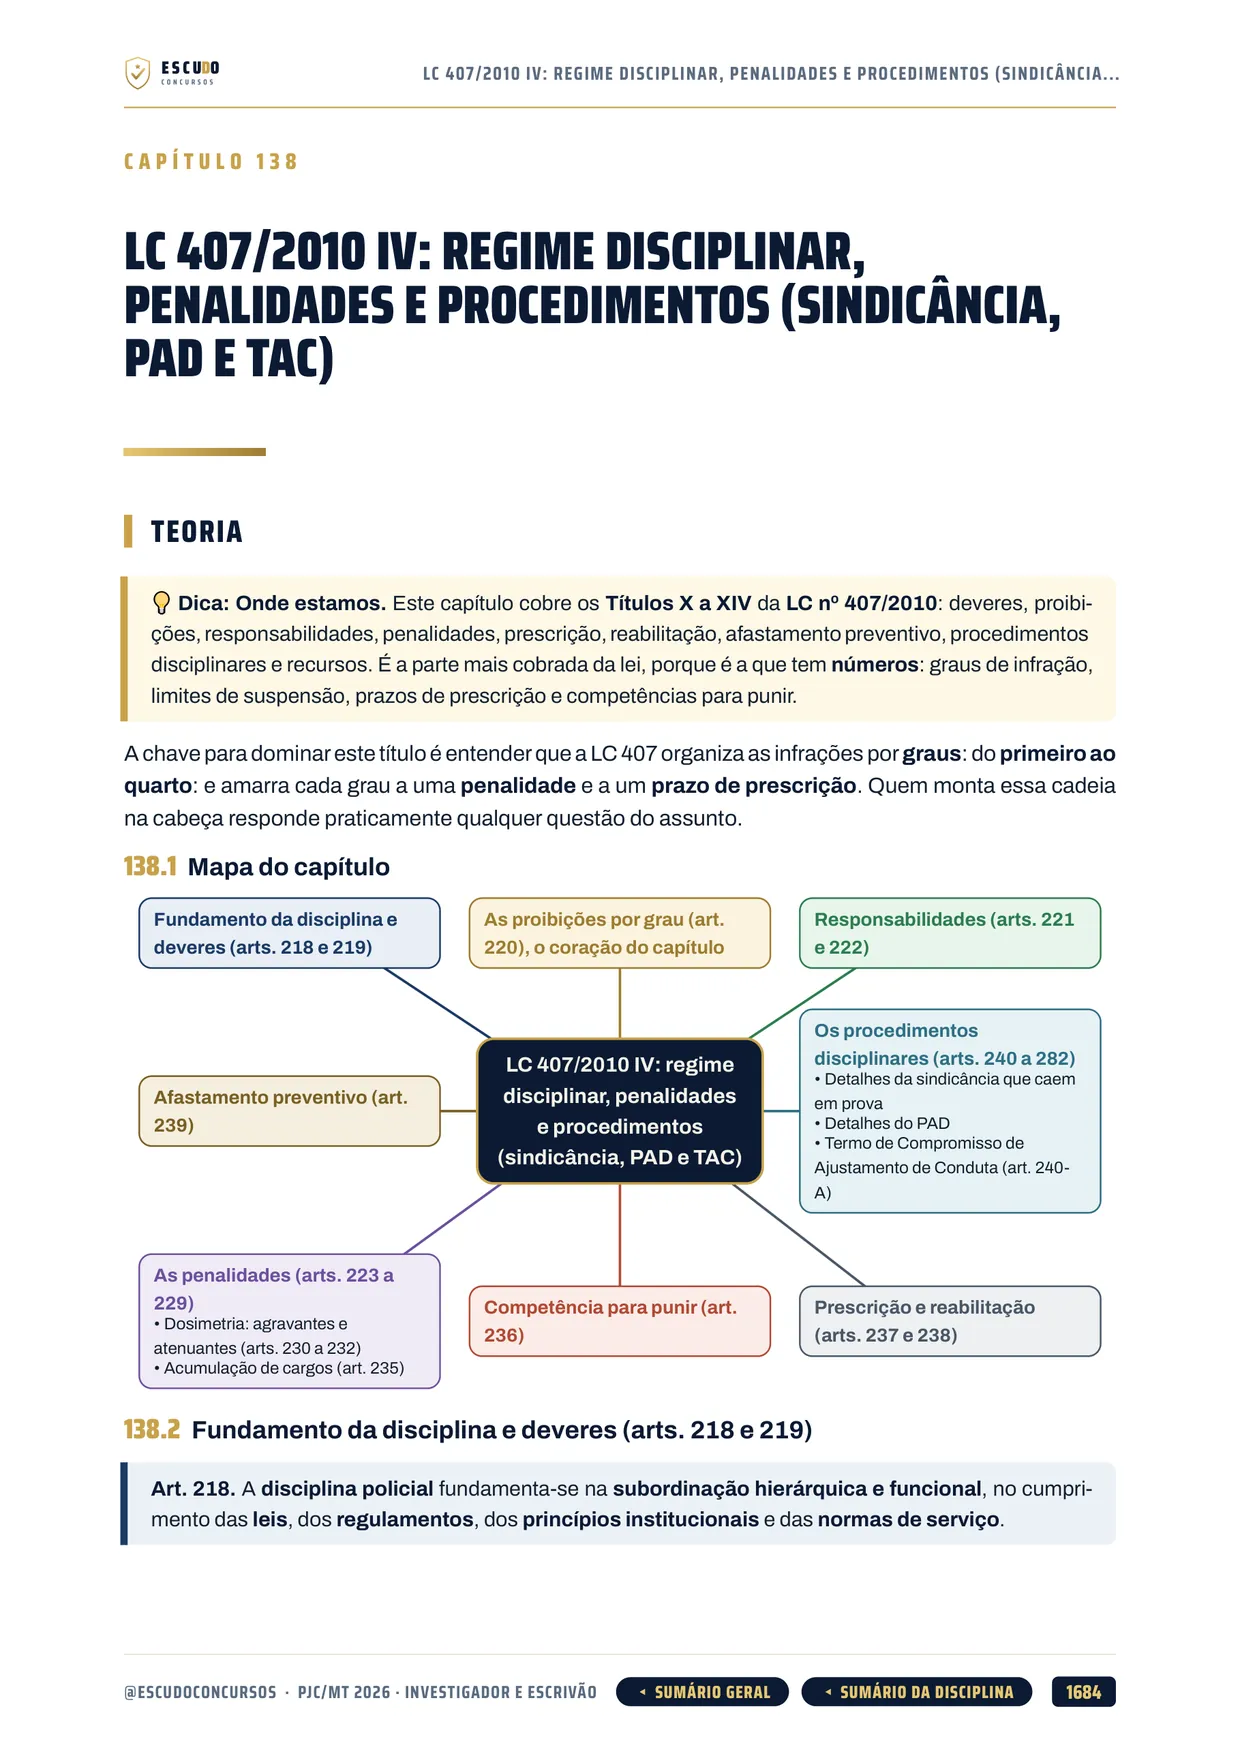 ESCUDO
CONCURSOS
LC 407/2010 IV: REGIME DISCIPLINAR, PENALIDADES E PROCEDIMENTOS (SINDICÂNCIA...
CAPÍTULO 138
LC 407/2010 IV: REGIME DISCIPLINAR,
PENALIDADES E PROCEDIMENTOS (SINDICÂNCIA,
PAD E TAC)
TEORIA
Dica: Onde estamos. Este capítulo cobre os Títulos X a XIV da LC nº 407/2010: deveres, proibi-
ções, responsabilidades, penalidades, prescrição, reabilitação, afastamento preventivo, procedimentos
disciplinares e recursos. É a parte mais cobrada da lei, porque é a que tem números: graus de infração,
limites de suspensão, prazos de prescrição e competências para punir.
A chave para dominar este título é entender que a LC 407 organiza as infrações por graus: do primeiro ao
quarto: e amarra cada grau a uma penalidade e a um prazo de prescrição. Quem monta essa cadeia
na cabeça responde praticamente qualquer questão do assunto.
138.1 Mapa do capítulo
Fundamento da disciplina e
deveres (arts. 218 e 219)
As proibições por grau (art.
220), o coração do capítulo
Responsabilidades (arts. 221
e 222)
Os procedimentos
disciplinares (arts. 240 a 282)
• Detalhes da sindicância que caem
em prova
• Detalhes do PAD
• Termo de Compromisso de
Ajustamento de Conduta (art. 240-
A)
LC 407/2010 IV: regime
disciplinar, penalidades
e procedimentos
(sindicância, PAD e TAC)
Afastamento preventivo (art.
239)
As penalidades (arts. 223 a
229)
• Dosimetria: agravantes e
atenuantes (arts. 230 a 232)
• Acumulação de cargos (art. 235)
Competência para punir (art.
236)
Prescrição e reabilitação
(arts. 237 e 238)
138.2 Fundamento da disciplina e deveres (arts. 218 e 219)
Art. 218. A disciplina policial fundamenta-se na subordinação hierárquica e funcional, no cumpri-
mento das leis, dos regulamentos, dos princípios institucionais e das normas de serviço.
@ESCUDOCONCURSOS · PJC/MT 2026 · INVESTIGADOR E ESCRIVÃO
SUMÁRIO GERAL
SUMÁRIO DA DISCIPLINA
1684